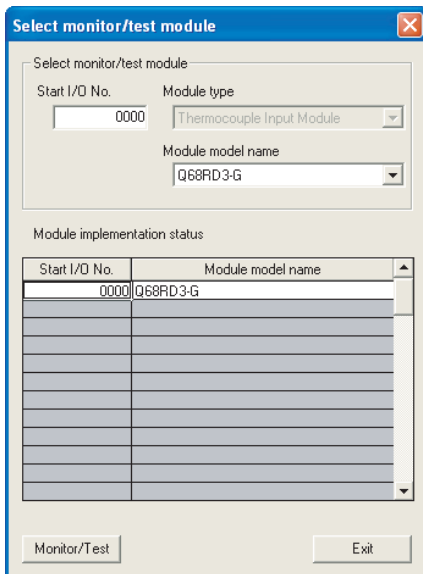 Select monitor/test module
Select monitor/test module
Start I/O No. Module type
0000 Thermocouple Input Module
Module model name
Q68RD3-G
Module implementation status
Start I/O No. Module model name
0000 Q68RD3-G
Monitor/Test Exit